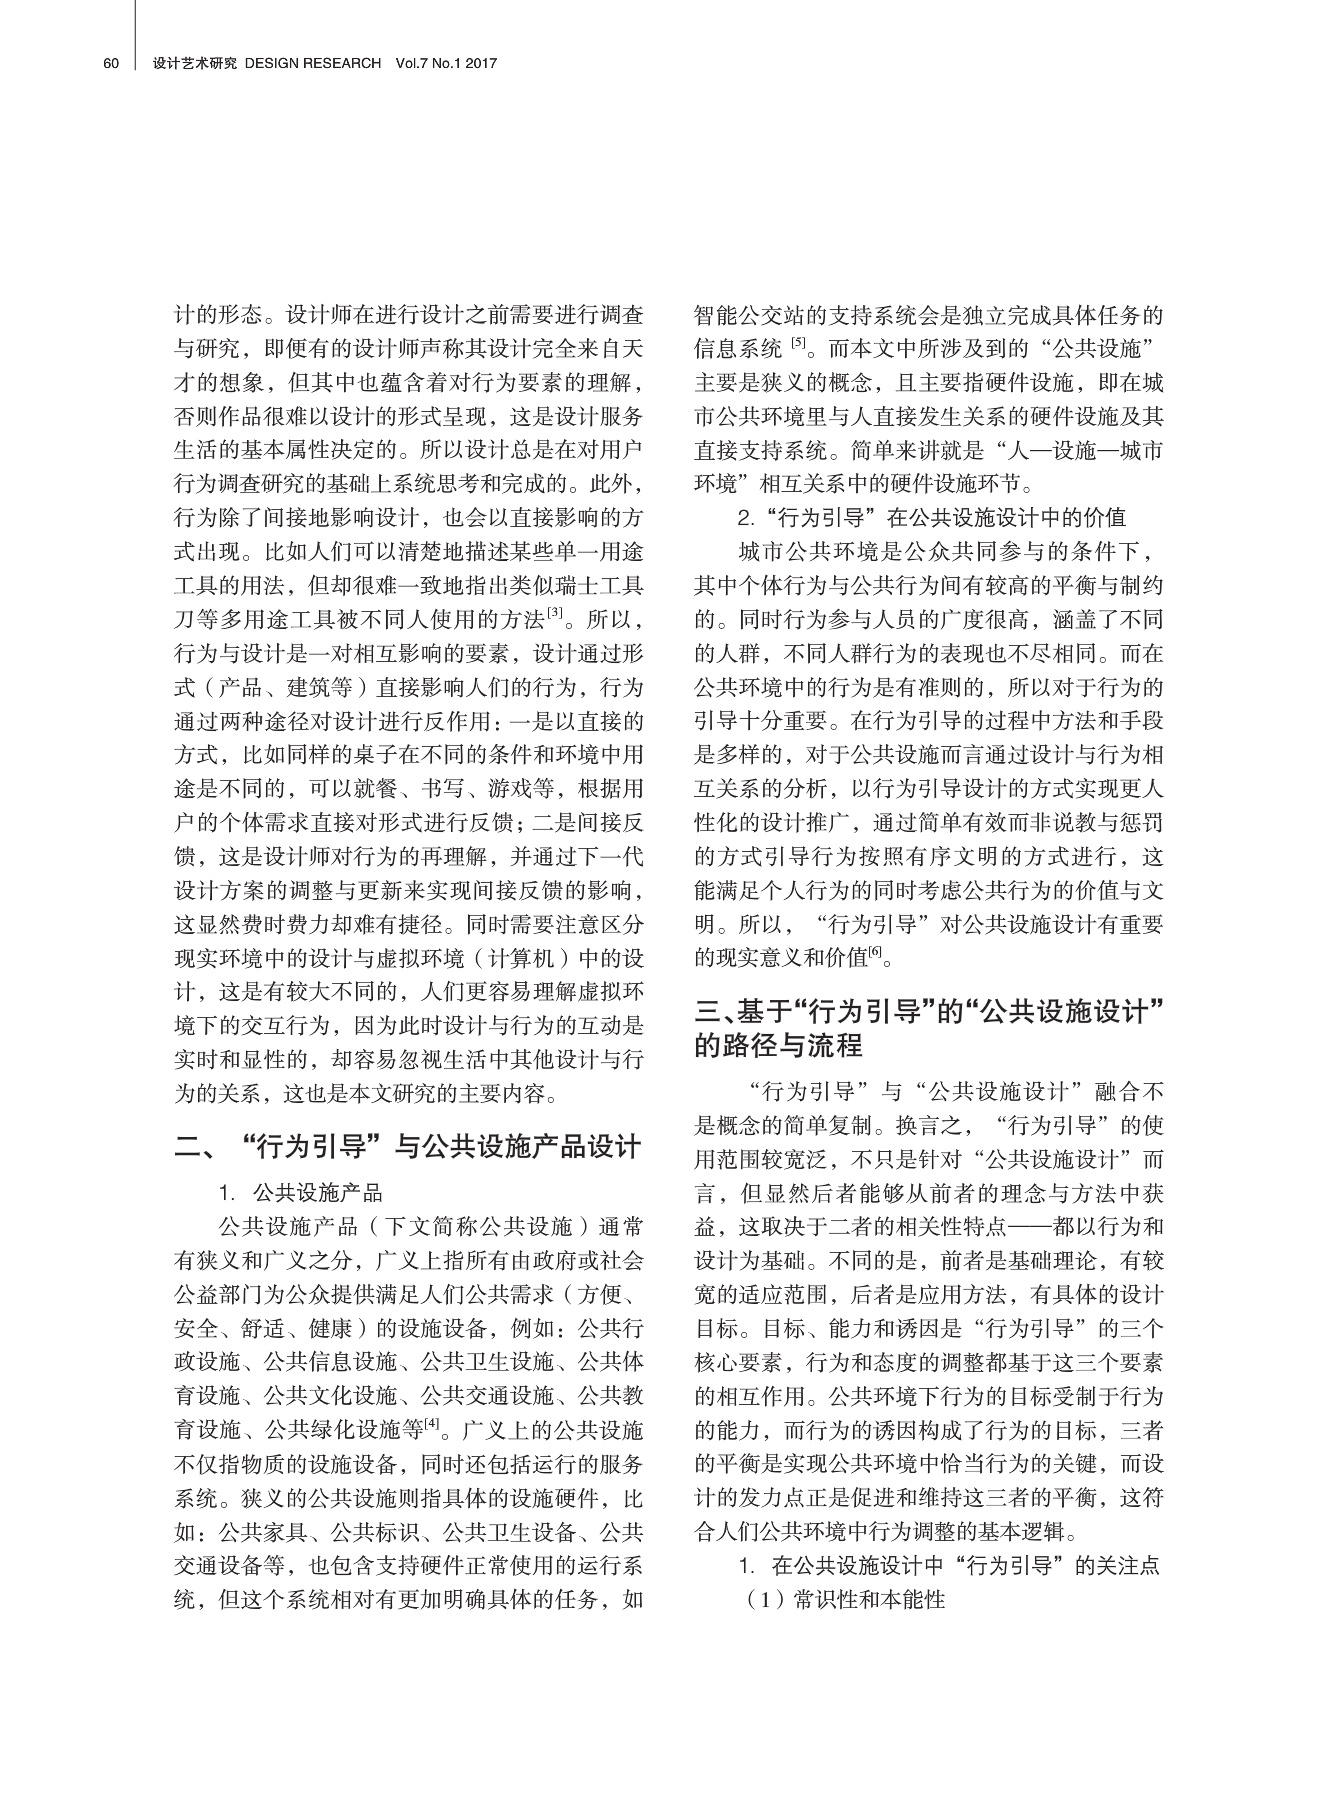 60 设计艺术研究 DESIGN RESEARCH Vol.7 No.1 2017
计的形态。设计师在进行设计之前需要进行调查
与研究，即便有的设计师声称其设计完全来自天
才的想象，但其中也蕴含着对行为要素的理解，
否则作品很难以设计的形式呈现，这是设计服务
生活的基本属性决定的。所以设计总是在对用户
行为调查研究的基础上系统思考和完成的。此外，
行为除了间接地影响设计，也会以直接影响的方
式出现。比如人们可以清楚地描述某些单一用途
工具的用法，但却很难一致地指出类似瑞士工具
刀等多用途工具被不同人使用的方法[3]。所以，
行为与设计是一对相互影响的要素，设计通过形
式（产品、建筑等）直接影响人们的行为，行为
通过两种途径对设计进行反作用：一是以直接的
方式，比如同样的桌子在不同的条件和环境中用
途是不同的，可以就餐、书写、游戏等，根据用
户的个体需求直接对形式进行反馈；二是间接反
馈，这是设计师对行为的再理解，并通过下一代
设计方案的调整与更新来实现间接反馈的影响，
这显然费时费力却难有捷径。同时需要注意区分
现实环境中的设计与虚拟环境（计算机）中的设
计，这是有较大不同的，人们更容易理解虚拟环
境下的交互行为，因为此时设计与行为的互动是
实时和显性的，却容易忽视生活中其他设计与行
为的关系，这也是本文研究的主要内容。
二、“行为引导”与公共设施产品设计
1. 公共设施产品
公共设施产品（下文简称公共设施）通常
有狭义和广义之分，广义上指所有由政府或社会
公益部门为公众提供满足人们公共需求（方便、
安全、舒适、健康）的设施设备，例如：公共行
政设施、公共信息设施、公共卫生设施、公共体
育设施、公共文化设施、公共交通设施、公共教
育设施、公共绿化设施等[4]。广义上的公共设施
不仅指物质的设施设备，同时还包括运行的服务
系统。狭义的公共设施则指具体的设施硬件，比
如：公共家具、公共标识、公共卫生设备、公共
交通设备等，也包含支持硬件正常使用的运行系
统，但这个系统相对有更加明确具体的任务，如
智能公交站的支持系统会是独立完成具体任务的
信息系统[5]。而本文中所涉及到的“公共设施”
主要是狭义的概念，且主要指硬件设施，即在城
市公共环境里与人直接发生关系的硬件设施及其
直接支持系统。简单来讲就是“人—设施—城市
环境”相互关系中的硬件设施环节。
2.“行为引导”在公共设施设计中的价值
城市公共环境是公众共同参与的条件下，
其中个体行为与公共行为间有较高的平衡与制约
的。同时行为参与人员的广度很高，涵盖了不同
的人群，不同人群行为的表现也不尽相同。而在
公共环境中的行为是有准则的，所以对于行为的
引导十分重要。在行为引导的过程中方法和手段
是多样的，对于公共设施而言通过设计与行为相
互关系的分析，以行为引导设计的方式实现更人
性化的设计推广，通过简单有效而非说教与惩罚
的方式引导行为按照有序文明的方式进行，这
能满足个人行为的同时考虑公共行为的价值与文
明。所以，“行为引导”对公共设施设计有重要
的现实意义和价值[6]。
三、基于“行为引导”的“公共设施设计”
的路径与流程
“行为引导”与“公共设施设计”融合不
是概念的简单复制。换言之，“行为引导”的使
用范围较宽泛，不只是针对“公共设施设计”而
言，但显然后者能够从前者的理念与方法中获
益，这取决于二者的相关性特点——都以行为和
设计为基础。不同的是，前者是基础理论，有较
宽的适应范围，后者是应用方法，有具体的设计
目标。目标、能力和诱因是“行为引导”的三个
核心要素，行为和态度的调整都基于这三个要素
的相互作用。公共环境下行为的目标受制于行为
的能力，而行为的诱因构成了行为的目标，三者
的平衡是实现公共环境中恰当行为的关键，而设
计的发力点正是促进和维持这三者的平衡，这符
合人们公共环境中行为调整的基本逻辑。
1. 在公共设施设计中“行为引导”的关注点
（1）常识性和本能性